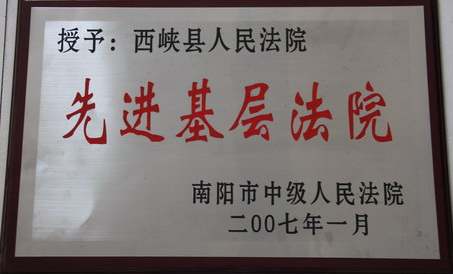 授予：西峡县人民法院
先进基层法院
南阳市中级人民法院
二00七年一月